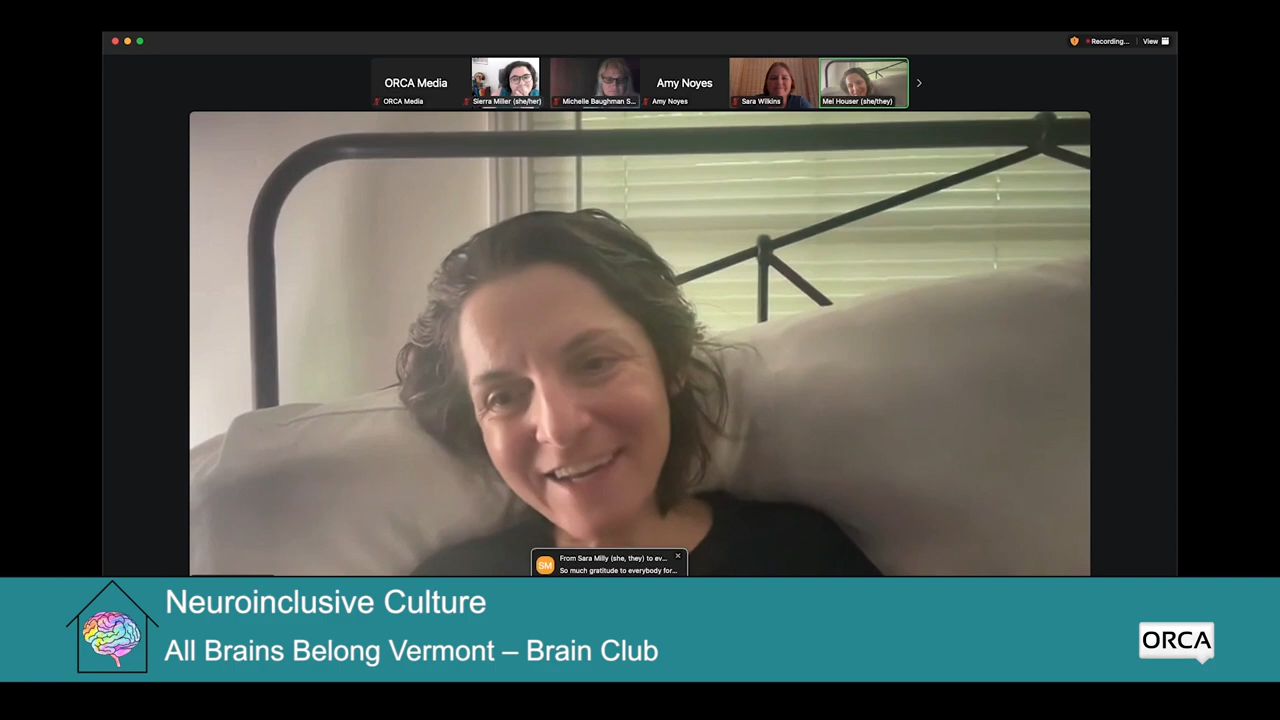 Recording...
View
ORCA Media
Amy Noyes
ORCA Media
Sierra Miller (she/her)
Michelle Baughman S...
Amy Noyes
Sara Wilkins
Mel Houser (she/they)
SM
From Sara Milly (she, they) to ev...
So much gratitude to everybody for...
Neuroinclusive Culture
All Brains Belong Vermont – Brain Club
ORCA